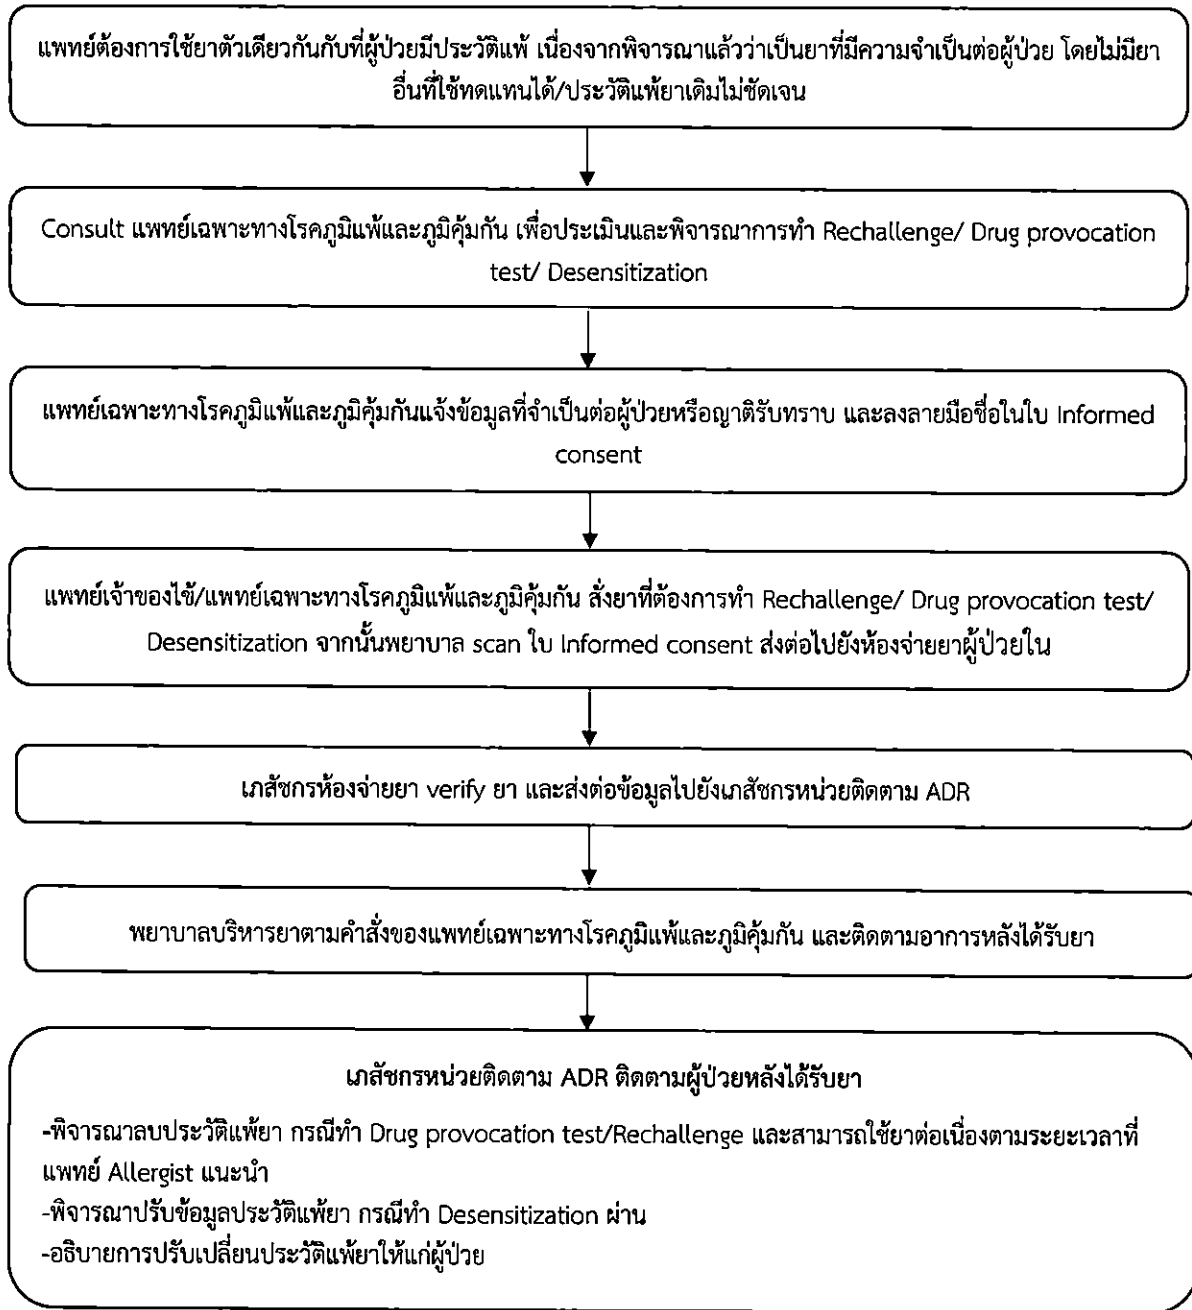 แพทย์ต้องการใช้ยาตัวเดียวกันกับที่ผู้ป่วยมีประวัติแพ้ เนื่องจากพิจารณาแล้วว่าเป็นยาที่มีความจำเป็นต่อผู้ป่วย โดยไม่มียา
อื่นที่ใช้ทดแทนได้/ประวัติแพ้ยาเดิมไม่ชัดเจน
Consult แพทย์เฉพาะทางโรคภูมิแพ้และภูมิคุ้มกัน เพื่อประเมินและพิจารณาการทำ Rechallenge/ Drug provocation
test/ Desensitization
แพทย์เฉพาะทางโรคภูมิแพ้และภูมิคุ้มกันแจ้งข้อมูลที่จำเป็นต่อผู้ป่วยหรือญาติรับทราบ และลงลายมือชื่อในใบ Informed
consent
แพทย์เจ้าของไข้/แพทย์เฉพาะทางโรคภูมิแพ้และภูมิคุ้มกัน สั่งยาที่ต้องการทำ Rechallenge/ Drug provocation test/
Desensitization จากนั้นพยาบาล scan ใบ Informed consent ส่งต่อไปยังห้องจ่ายยาผู้ป่วยใน
เภสัชกรห้องจ่ายยา verify ยา และส่งต่อข้อมูลไปยังเภสัชกรหน่วยติดตาม ADR
พยาบาลบริหารยาตามคำสั่งของแพทย์เฉพาะทางโรคภูมิแพ้และภูมิคุ้มกัน และติดตามอาการหลังได้รับยา
เภสัชกรหน่วยติดตาม ADR ติดตามผู้ป่วยหลังได้รับยา
-พิจารณาลบประวัติแพ้ยา กรณีทำ Drug provocation test/Rechallenge และสามารถใช้ยาต่อเนื่องตามระยะเวลาที่
แพทย์ Allergist แนะนำ
-พิจารณาปรับข้อมูลประวัติแพ้ยา กรณีทำ Desensitization ผ่าน
-อธิบายการปรับเปลี่ยนประวัติแพ้ยาให้แก่ผู้ป่วย